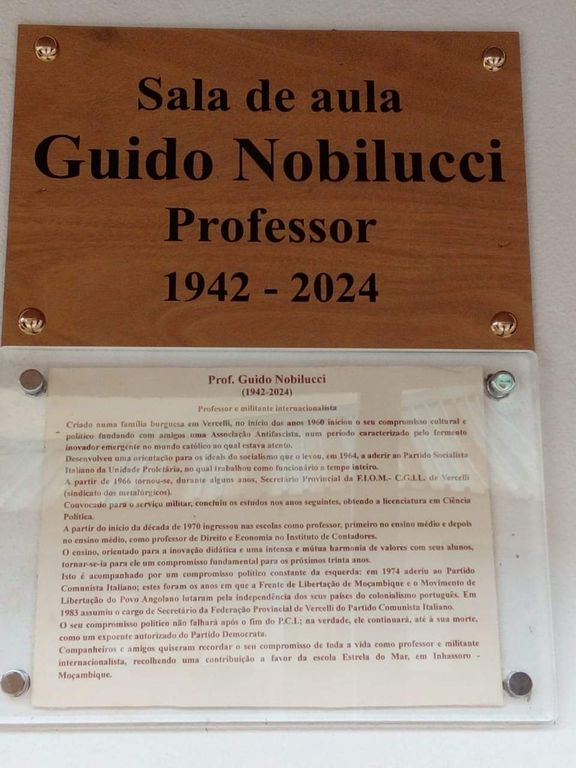 Sala de aula
Guido Nobilucci
Professor
1942 - 2024
Prof. Guido Nobilucci
(1942-2024)
Professor e militante internacionalista
Criado numa família burguesa em Vercelli, no início dos anos 1960 iniciou o seu compromisso cultural e
político fundando com amigos uma Associação Antifascista, num período caracterizado pelo fermento
inovador emergente no mundo católico ao qual estava atento.
Desenvolveu uma orientação para os ideais do socialismo que o levou, em 1964, a aderir ao Partido Socialista
Italiano da Unidade Proletária, no qual trabalhou como funcionário a tempo inteiro.
A partir de 1966 tornou-se, durante alguns anos, Secretário Provincial da F.I.O.M.- C.G.I.L. de Vercelli
(sindicato dos metalúrgicos).
Convocado para o serviço militar, concluiu os estudos nos anos seguintes, obtendo a licenciatura em Ciência
Política.
A partir do início da década de 1970 ingressou nas escolas como professor, primeiro no ensino médio e depois
no ensino médio, como professor de Direito e Economia no Instituto de Contadores.
O ensino, orientado para a inovação didática e uma intensa e mútua harmonia de valores com seus alunos,
tornar-se-ia para ele um compromisso fundamental para os próximos trinta anos.
Isto é acompanhado por um compromisso político constante da esquerda: em 1974 aderiu ao Partido
Comunista Italiano; estes foram os anos em que a Frente de Libertação de Moçambique e o Movimento de
Libertação do Povo Angolano lutaram pela independência dos seus países do colonialismo português. Em
1983 assumiu o cargo de Secretário da Federação Provincial de Vercelli do Partido Comunista Italiano.
O seu compromisso político não falhará após o fim do P.C.I.; na verdade, ele continuará, até à sua morte,
como um expoente autorizado do Partido Democrata.
Companheiros e amigos quiseram recordar o seu compromisso de toda a vida como professor e militante
internacionalista, recolhendo uma contribuição a favor da escola Estrela do Mar, em Inhassoro -
Moçambique.